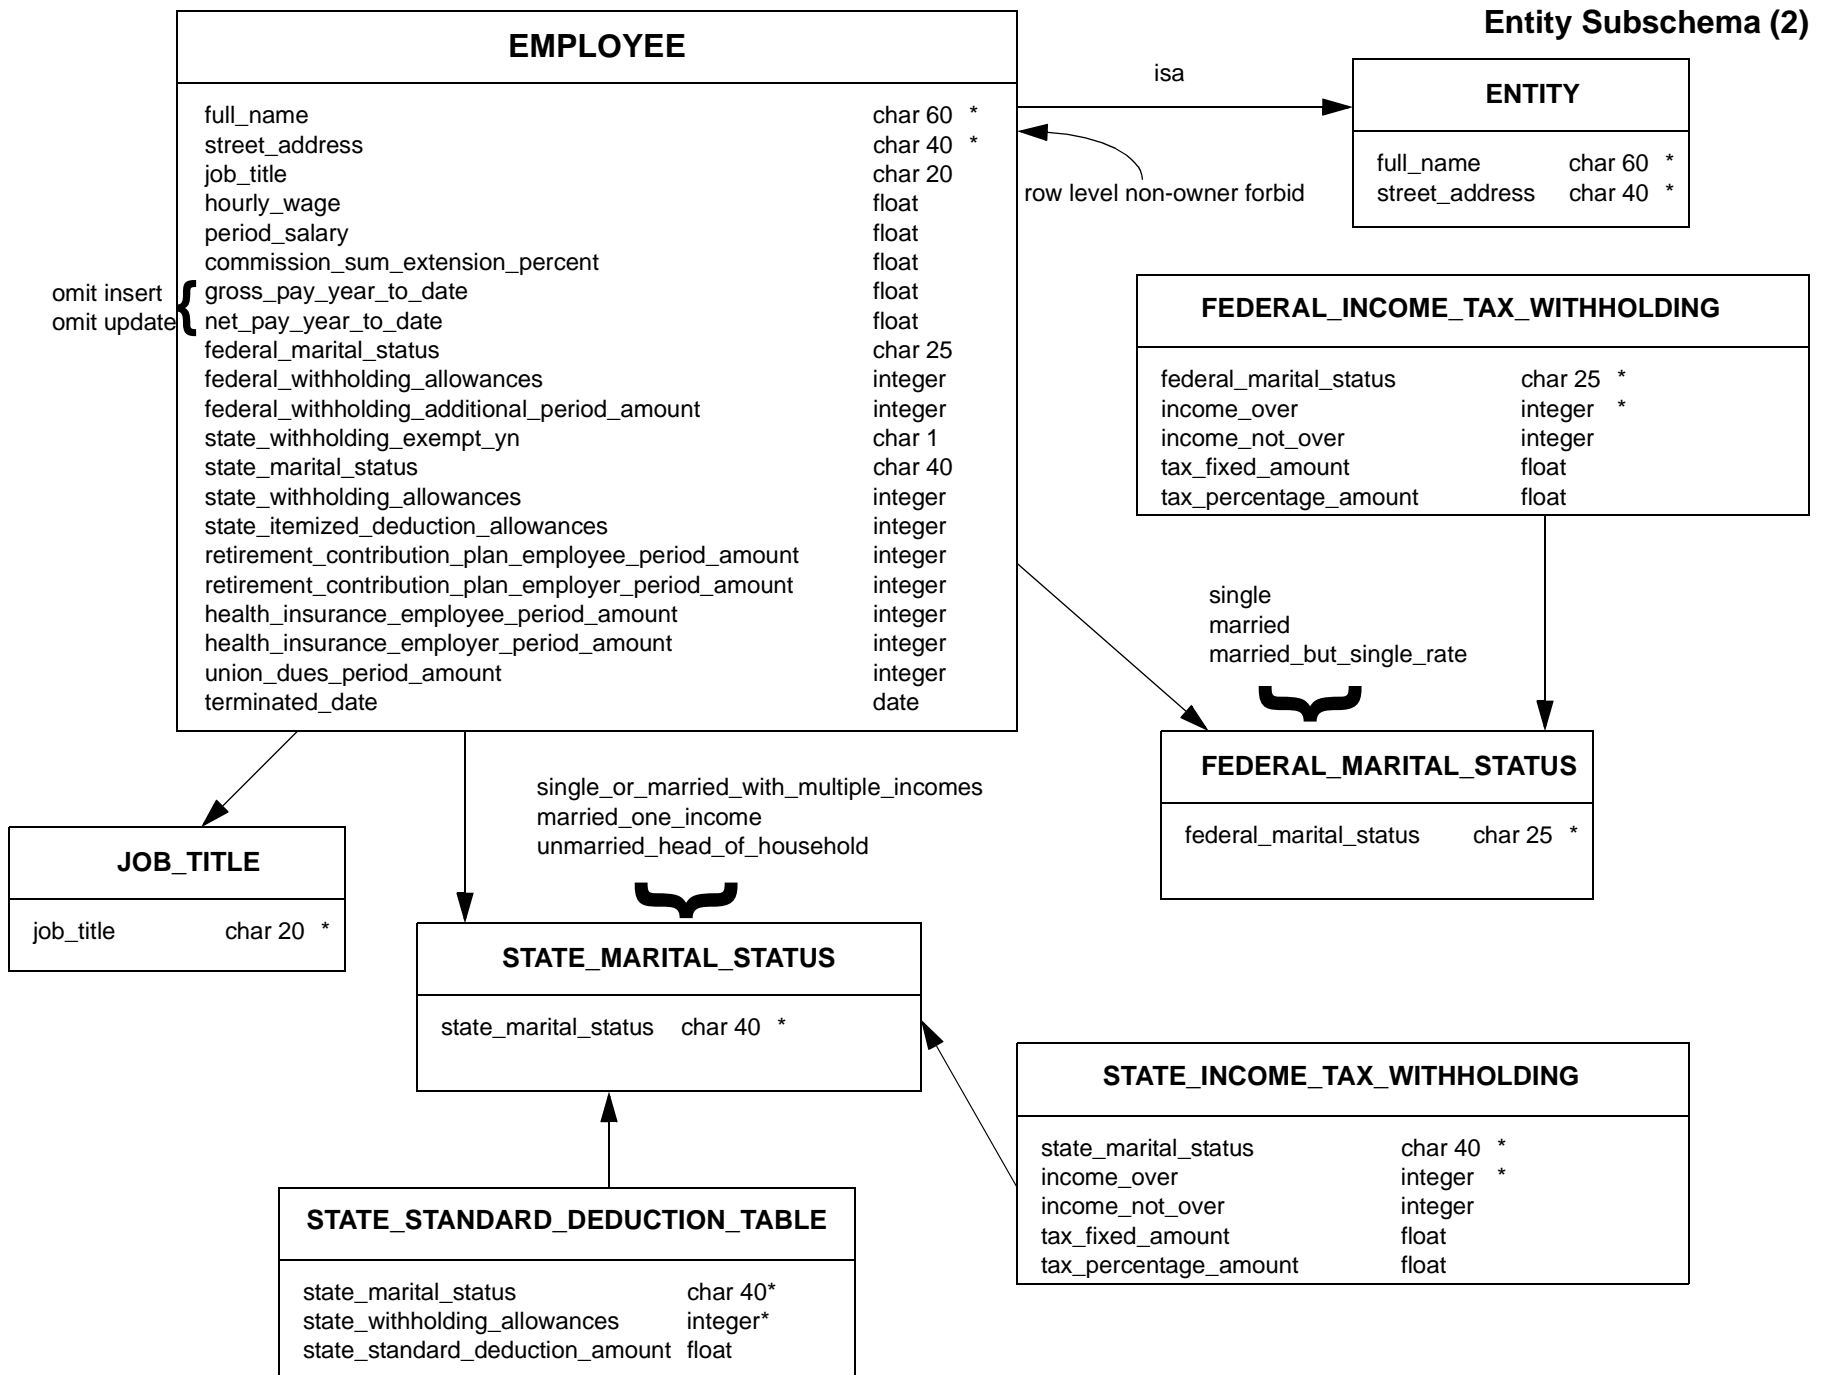 Entity Subschema (2)
EMPLOYEE
full_name char 60 *
street_address char 40 *
job_title char 20
hourly_wage float
period_salary float
commission_sum_extension_percent float
gross_pay_year_to_date float
net_pay_year_to_date float
federal_marital_status char 25
federal_withholding_allowances integer
federal_withholding_additional_period_amount integer
state_withholding_exempt_yn char 1
state_marital_status char 40
state_withholding_allowances integer
state_itemized_deduction_allowances integer
retirement_contribution_plan_employee_period_amount integer
retirement_contribution_plan_employer_period_amount integer
health_insurance_employee_period_amount integer
health_insurance_employer_period_amount integer
union_dues_period_amount integer
terminated_date date
omit insert
omit update
{
isa
row level non-owner forbid
ENTITY
full_name char 60 *
street_address char 40 *
FEDERAL_INCOME_TAX_WITHHOLDING
federal_marital_status char 25 *
income_over integer *
income_not_over integer
tax_fixed_amount float
tax_percentage_amount float
single
married
married_but_single_rate
}
FEDERAL_MARITAL_STATUS
federal_marital_status char 25 *
single_or_married_with_multiple_incomes
married_one_income
unmarried_head_of_household
}
JOB_TITLE
job_title char 20 *
STATE_MARITAL_STATUS
state_marital_status char 40 *
STATE_INCOME_TAX_WITHHOLDING
state_marital_status char 40 *
income_over integer *
income_not_over integer
tax_fixed_amount float
tax_percentage_amount float
STATE_STANDARD_DEDUCTION_TABLE
state_marital_status char 40*
state_withholding_allowances integer*
state_standard_deduction_amount float